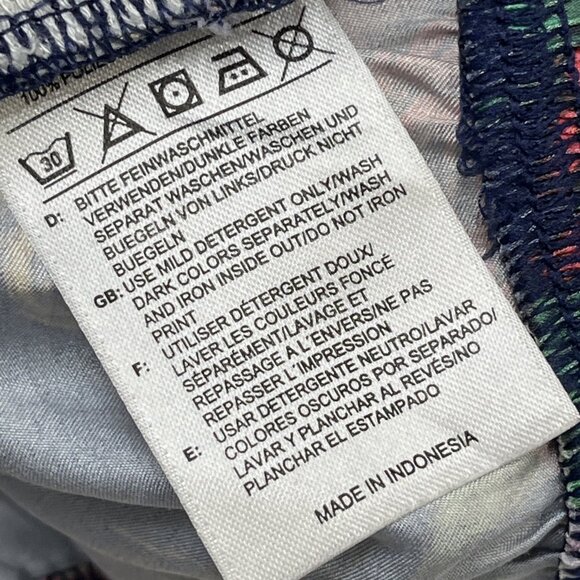 100% POLYE
30
D: BITTE FEINWASCHMITTEL
VERWENDEN/DUNKLE FARBEN
SEPARAT WASCHEN/WASCHEN UND
BUEGELN VON LINKS/DRUCK NICHT
BUEGELN
GB: USE MILD DETERGENT ONLY/WASH
DARK COLORS SEPARATELY/WASH
AND IRON INSIDE OUT/DO NOT IRON
PRINT
F: UTILISER DÉTERGENT DOUX/
LAVER LES COULEURS FONCÉ
SÉPARÉMENT/LAVAGE ET
REPASSAGE A L'ENVERS/NE PAS
REPASSER L'IMPRESSION
E: USAR DETERGENTE NEUTRO/LAVAR
COLORES OSCUROS POR SEPARADO/
LAVAR Y PLANCHAR AL REVÉS/NO
PLANCHAR EL ESTAMPADO
MADE IN INDONESIA